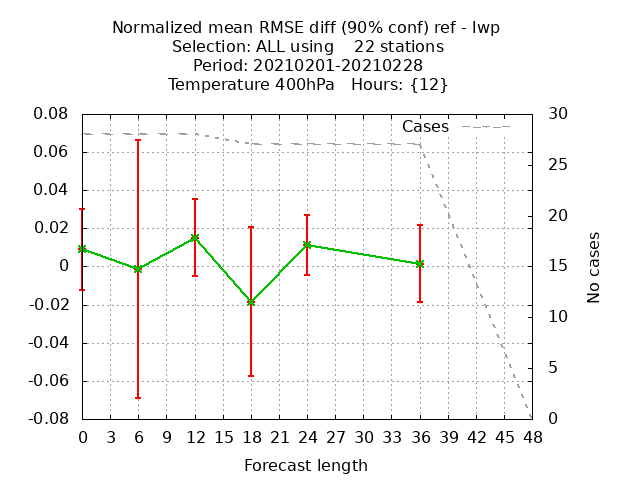 Normalized mean RMSE diff (90% conf) ref - lwp
Selection: ALL using    22 stations
Period: 20210201-20210228
Temperature 400hPa   Hours: {12}
Cases
0.08
0.06
0.04
0.02
0
-0.02
-0.04
-0.06
-0.08
30
25
20
15
10
5
0
No cases
0 3 6 9 12 15 18 21 24 27 30 33 36 39 42 45 48
Forecast length